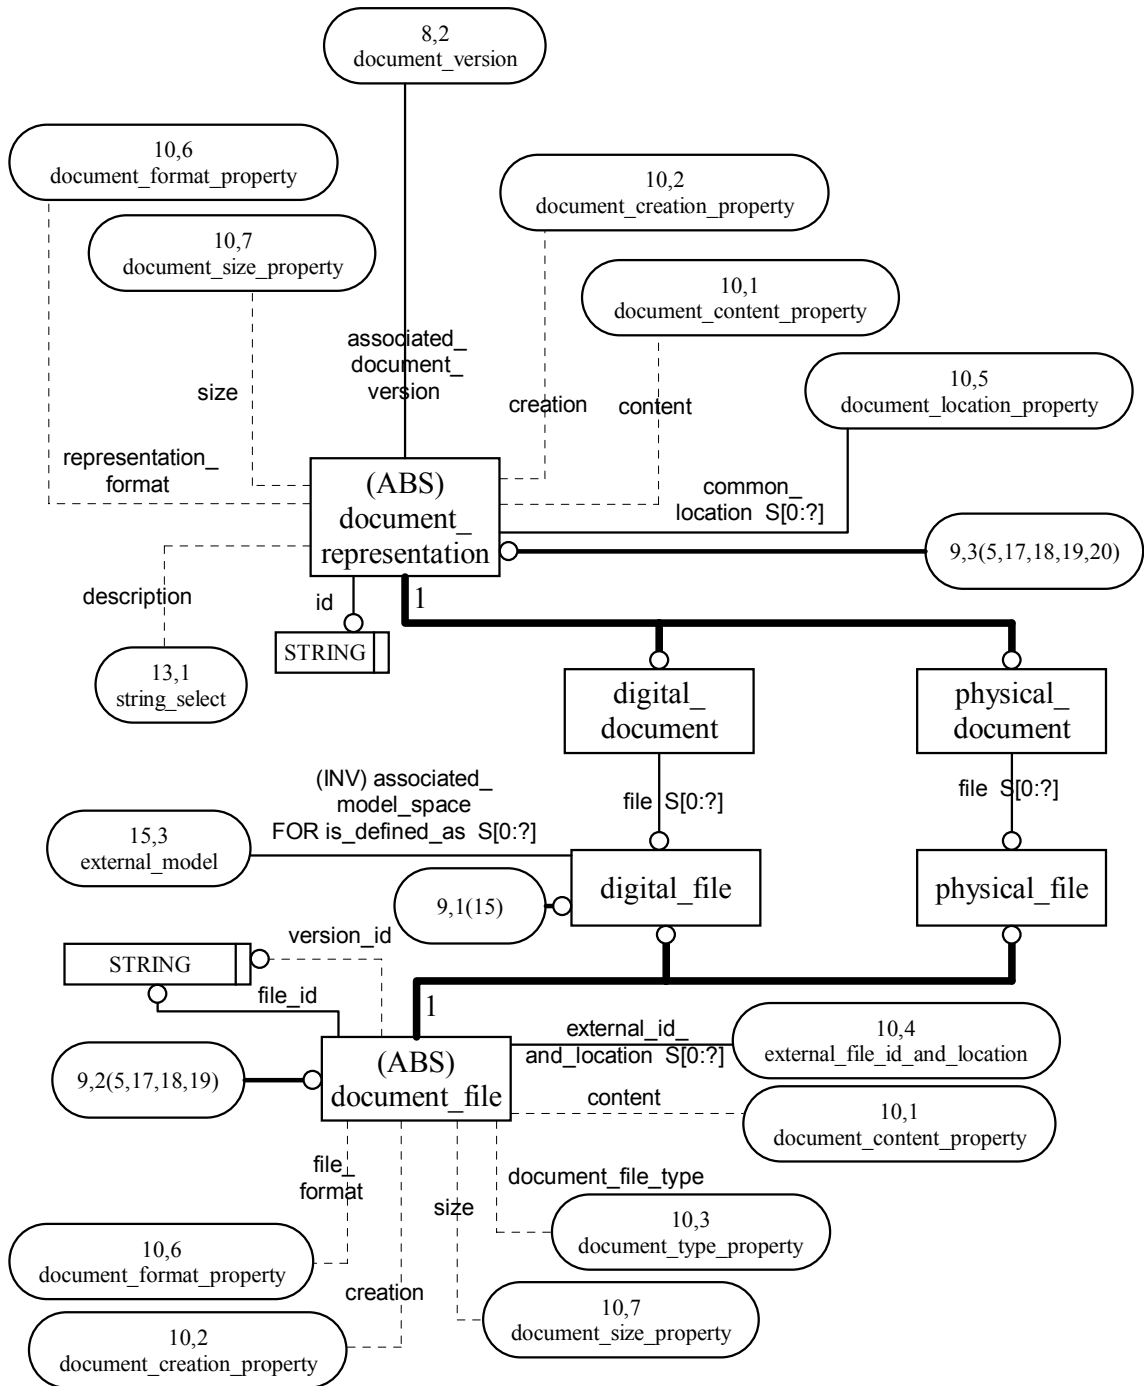 8,2
document_version
10,6
document_format_property
10,2
document_creation_property
10,7
document_size_property
10,1
document_content_property
associated_
document_
version
10,5
document_location_property
size
creation
content
representation_
format
(ABS)
document_
representation
common_
location S[0:?]
9,3(5,17,18,19,20)
description
id
1
STRING
13,1
string_select
digital_
document
physical_
document
(INV) associated_
model_space
FOR is_defined_as S[0:?]
file S[0:?]
file S[0:?]
15,3
external_model
digital_file
physical_file
9,1(15)
version_id
STRING
file_id
1
(ABS)
document_file
external_id_
and_location S[0:?]
10,4
external_file_id_and_location
9,2(5,17,18,19)
content
10,1
document_content_property
file_
format
document_file_type
size
10,3
document_type_property
10,6
document_format_property
creation
10,7
document_size_property
10,2
document_creation_property